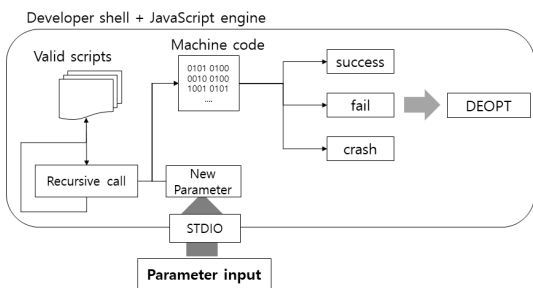 Developer shell + JavaScript engine
Valid scripts
Machine code
0101 0100
0010 0100
1001 0101
....
success
fail
DEOPT
crash
Recursive call
New
Parameter
STDIO
Parameter input